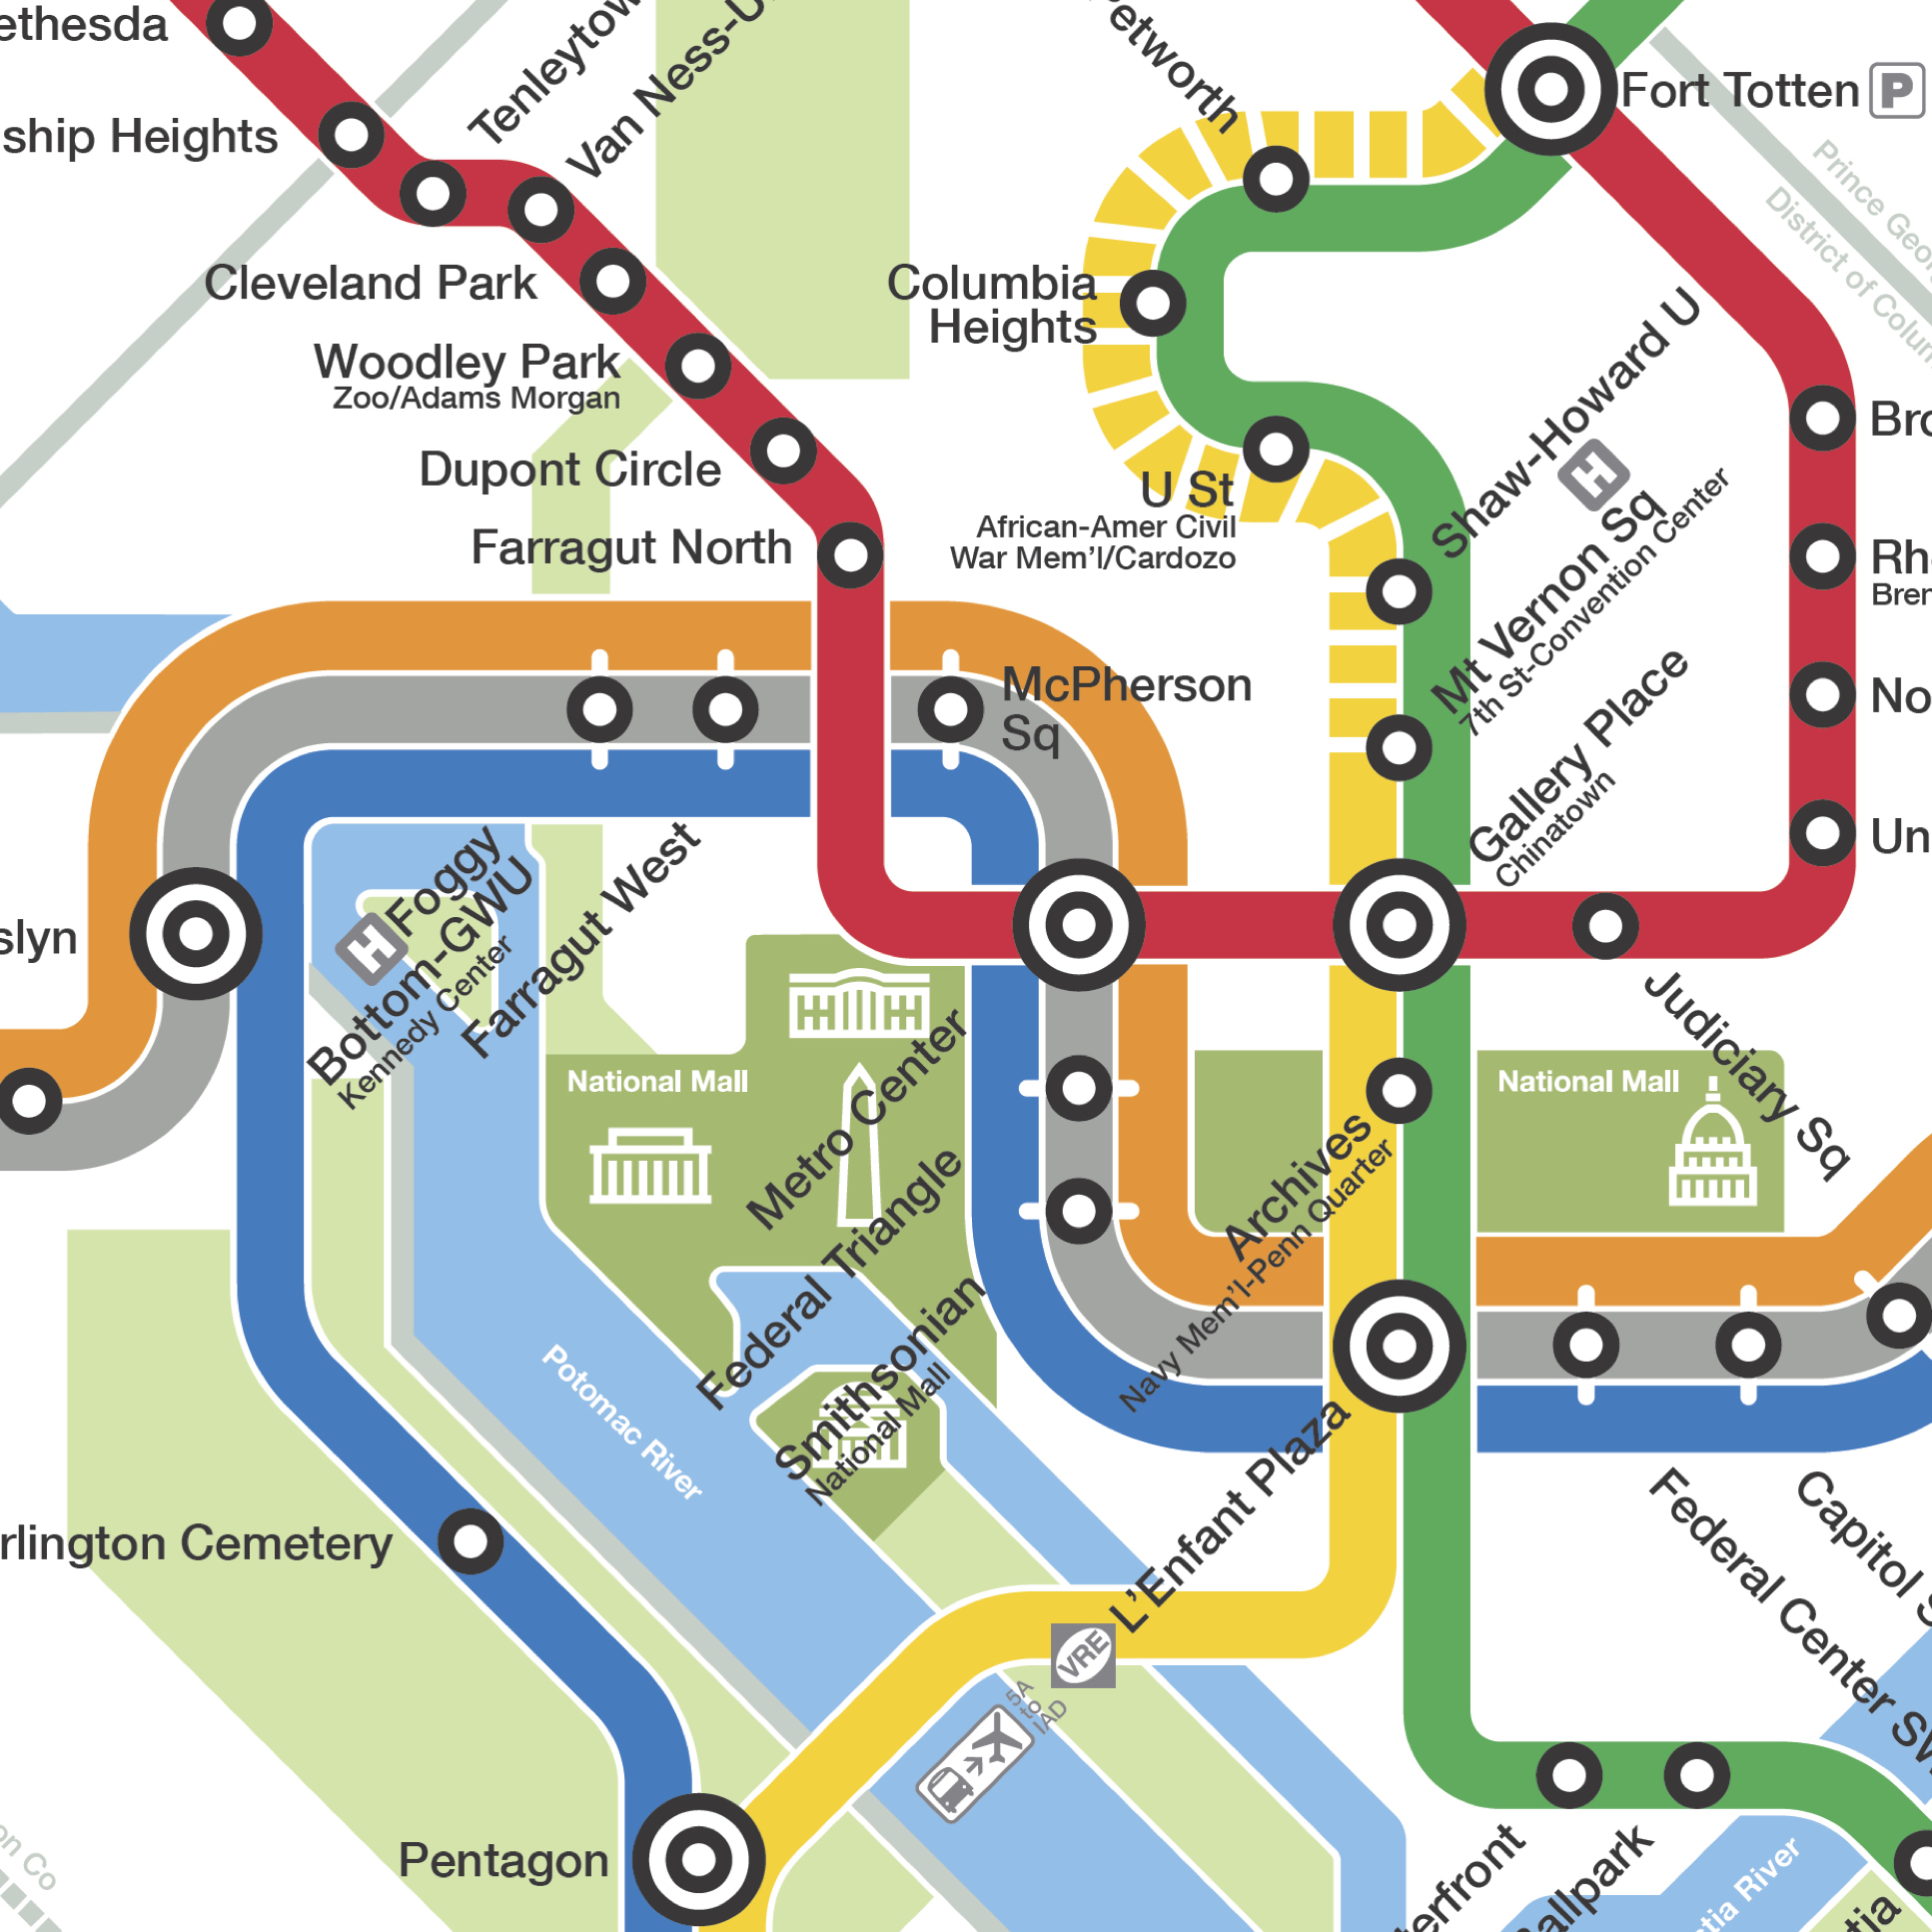 ethesda
ship Heights
Tenleytow
Van Ness-U
etworth
Fort Totten P
Prince Geor
District of Colum
Cleveland Park
Woodley Park
Zoo/Adams Morgan
Dupont Circle
Farragut North
Columbia
Heights
U St
African-Amer Civil
War Mem'l/Cardozo
Shaw-Howard U
H
Mt Vernon Sq
7th St-Convention Center
Gallery Place
Chinatown
Bro
Rh
Bren
No
Un
McPherson
Sq
slyn
H
Foggy
Bottom-GWU
Kennedy Center
Farragut West
National Mall
Metro Center
Federal Triangle
Smithsonian
National Mall
Archives
Navy Mem'l-Penn Quarter
National Mall
Judiciary Sq
Potomac River
rlington Cemetery
L'Enfant Plaza
VRE
5A
to
IAD
Federal Center SW
Capitol S
Pentagon
on Co
erfront
allpark
stia River
tia